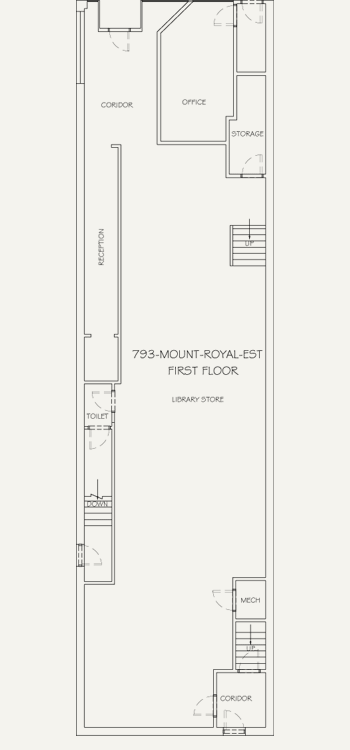 OFFICE
CORIDOR
STORAGE
RECEPTION
UP
793-MOUNT-ROYAL-EST
FIRST FLOOR
LIBRARY STORE
TOILET
DOWN
MECH
UP
CORIDOR